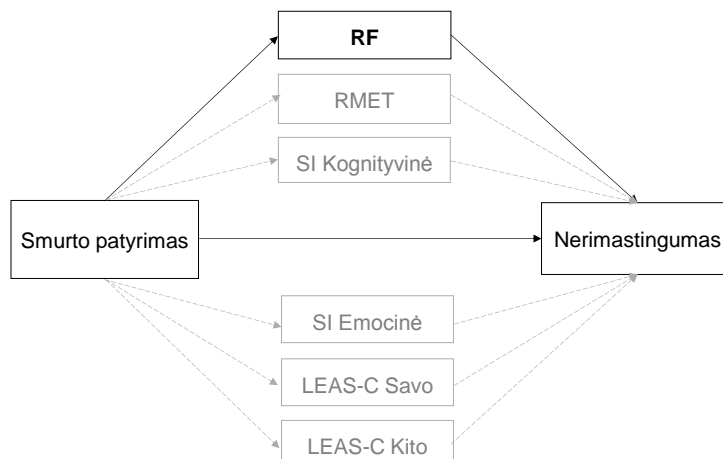 RF
RMET
SI Kognityvinė
Smurto patyrimas
Nerimastingumas
SI Emocinė
LEAS-C Savo
LEAS-C Kito